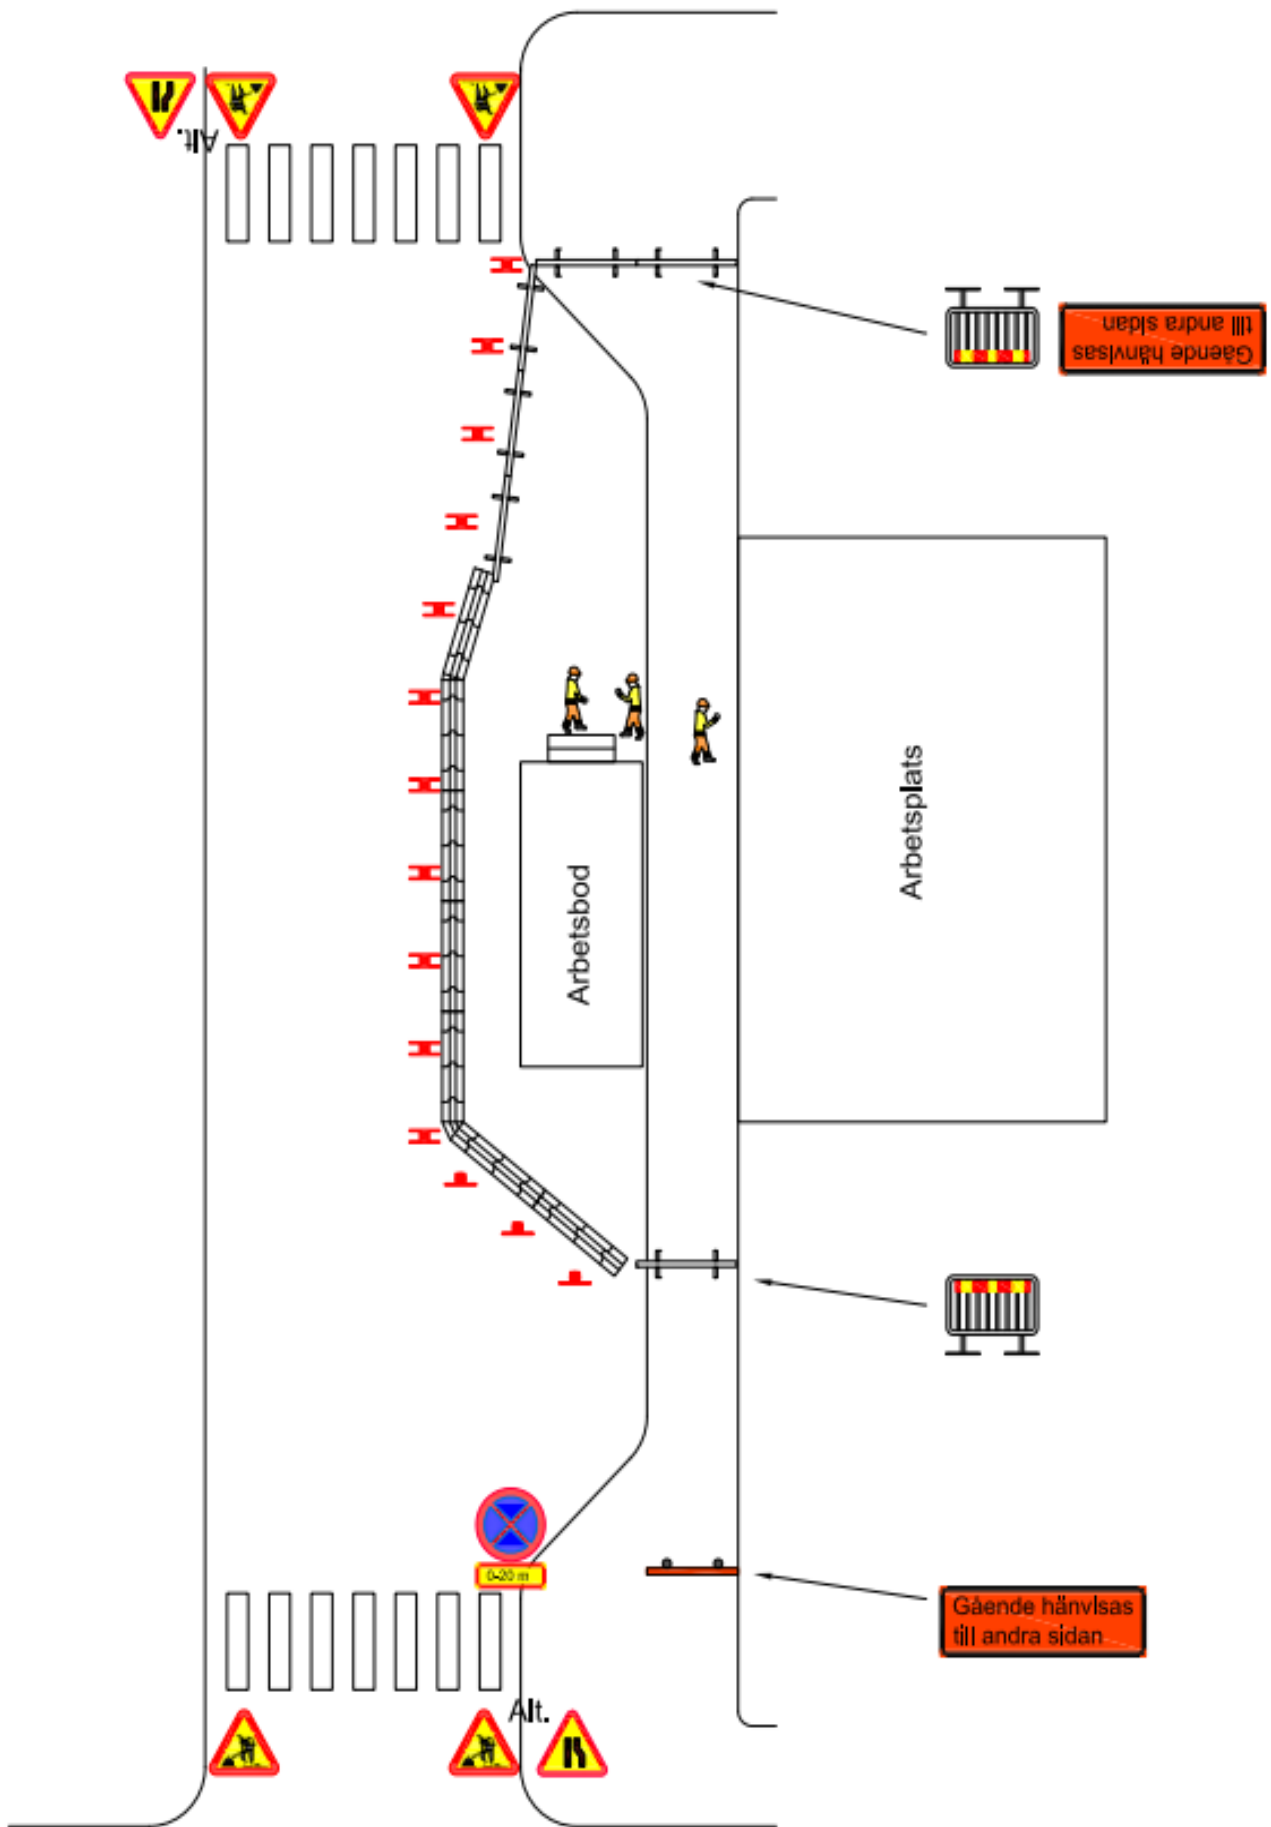 Alt.
Gående hänvisas
till andra sidan
Arbetsplats
Arbetsbod
0-20 m
Gående hänvisas
till andra sidan
Alt.